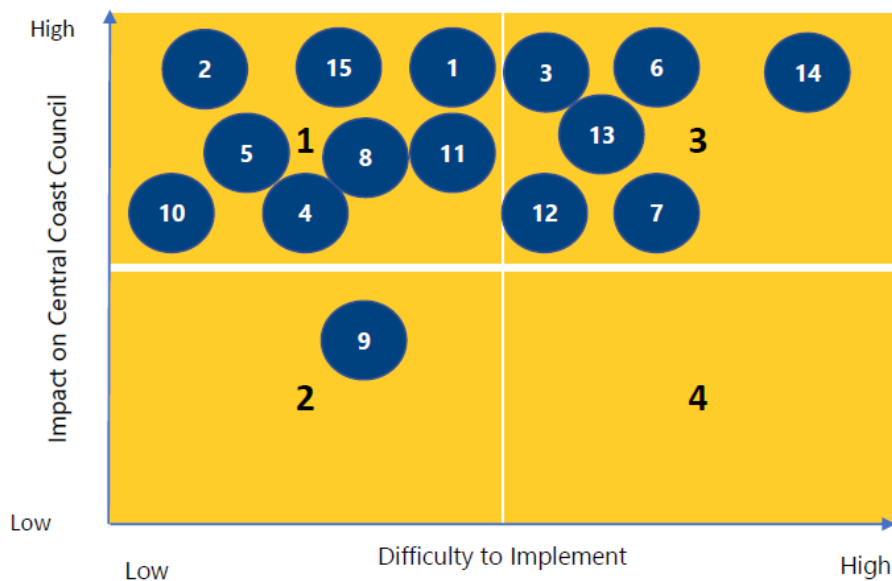 High
2 15 1 3 6 14
1 13 3
5 8 11
10 4 12 7
Impact on Central Coast Council
9
2 4
Low
Low Difficulty to Implement High